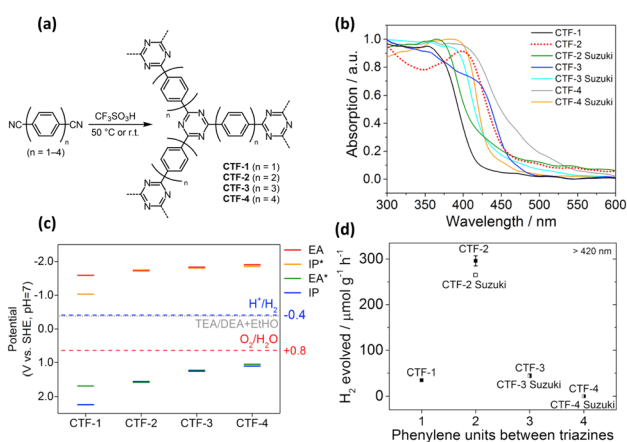 (a)
NC
CN
n
(n = 1–4)
CF₃SO₃H
50 °C or r.t.
N
N
N
N
N
N
n
n
N
N
N
n
N
N
N
n
N
N
N
CTF-1 (n = 1)
CTF-2 (n = 2)
CTF-3 (n = 3)
CTF-4 (n = 4)
(b)
Absorption / a.u.
1.0
0.8
0.6
0.4
0.2
0.0
300 350 400 450 500 550 600
Wavelength / nm
CTF-1
CTF-2
CTF-2 Suzuki
CTF-3
CTF-3 Suzuki
CTF-4
CTF-4 Suzuki
(c)
Potential
(V vs. SHE, pH=7)
-2.0
-1.0
0.0
1.0
2.0
EA
IP*
EA*
IP
H⁺/H₂
-0.4
TEA/DEA+EtHO
O₂/H₂O
+0.8
CTF-1 CTF-2 CTF-3 CTF-4
(d)
H₂ evolved / μmol g⁻¹ h⁻¹
300
200
100
50
0
> 420 nm
CTF-2
CTF-2 Suzuki
CTF-1
CTF-3
CTF-3 Suzuki
CTF-4
CTF-4 Suzuki
1 2 3 4
Phenylene units between triazines